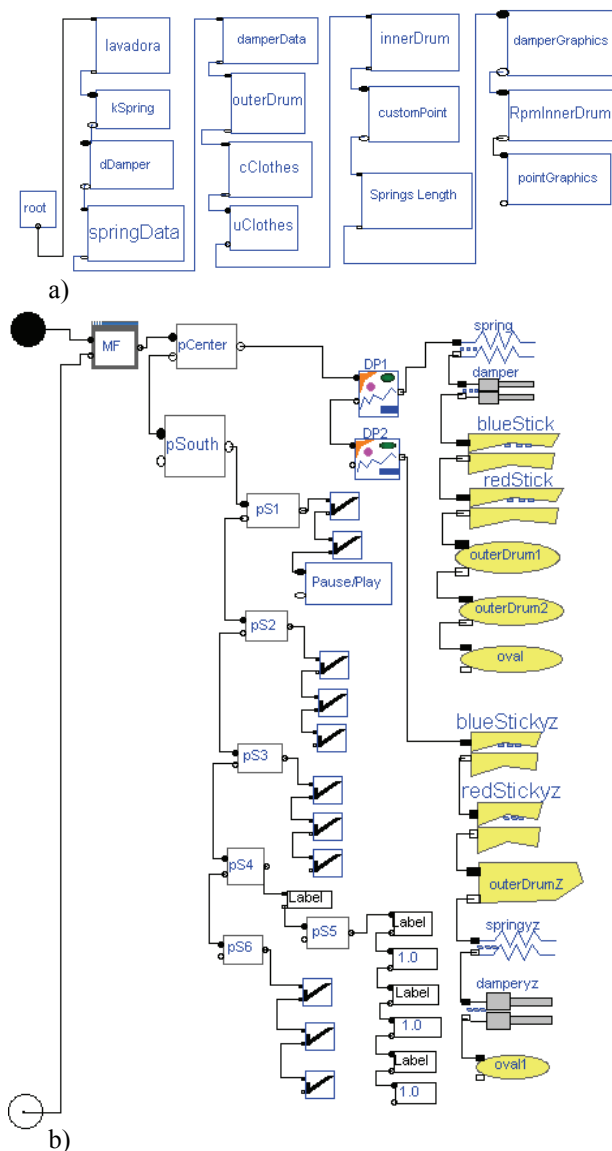 lavadora
kSpring
dDamper
root
springData
damperData
outerDrum
cClothes
uClothes
innerDrum
customPoint
Springs Length
damperGraphics
RpmInnerDrum
pointGraphics
a)
MF
pCenter
pSouth
pS1
Pause/Play
pS2
pS3
pS4
Label
pS5
pS6
Label
1.0
Label
1.0
Label
1.0
DP1
DP2
spring
damper
blueStick
redStick
outerDrum1
outerDrum2
oval
blueStickyz
redStickyz
outerDrumZ
springyz
damperyz
oval1
b)